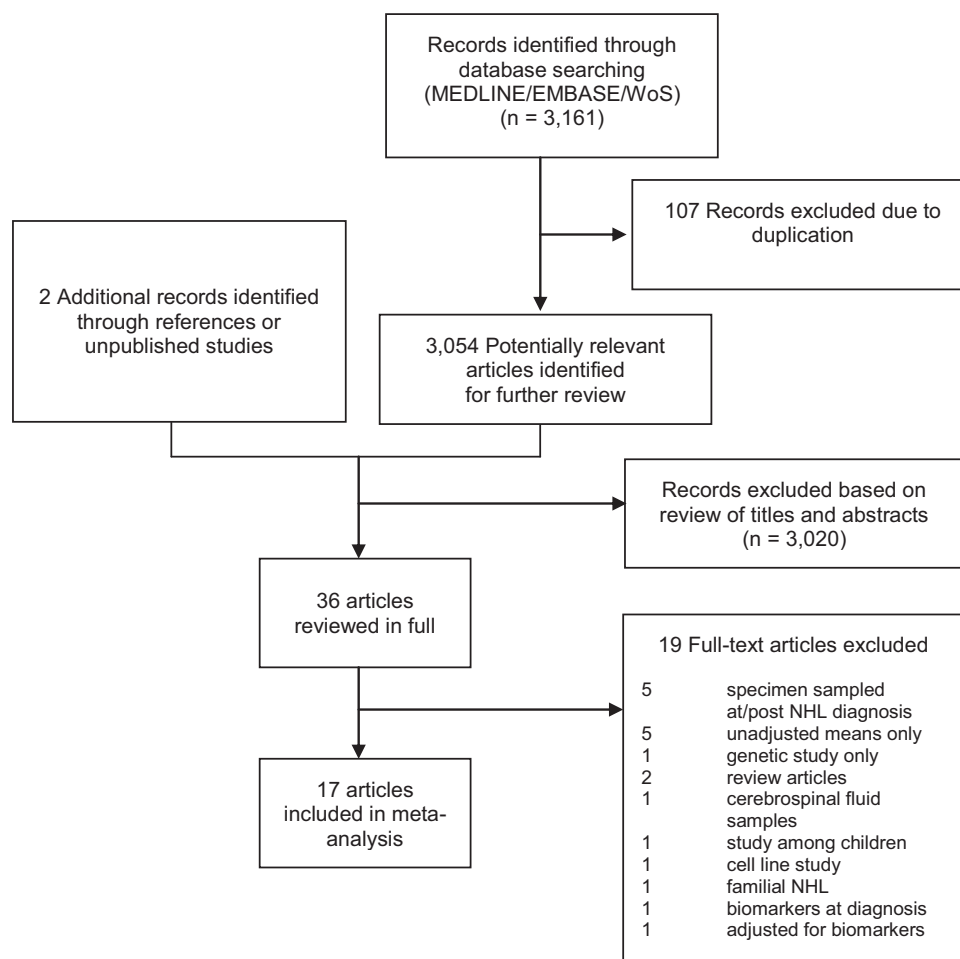 Records identified through
database searching
(MEDLINE/EMBASE/WoS)
(n = 3,161)
107 Records excluded due to
duplication
2 Additional records identified
through references or
unpublished studies
3,054 Potentially relevant
articles identified
for further review
Records excluded based on
review of titles and abstracts
(n = 3,020)
36 articles
reviewed in full
19 Full-text articles excluded
5 specimen sampled
at/post NHL diagnosis
5 unadjusted means only
1 genetic study only
2 review articles
1 cerebrospinal fluid
samples
1 study among children
1 cell line study
1 familial NHL
1 biomarkers at diagnosis
1 adjusted for biomarkers
17 articles
included in meta-
analysis